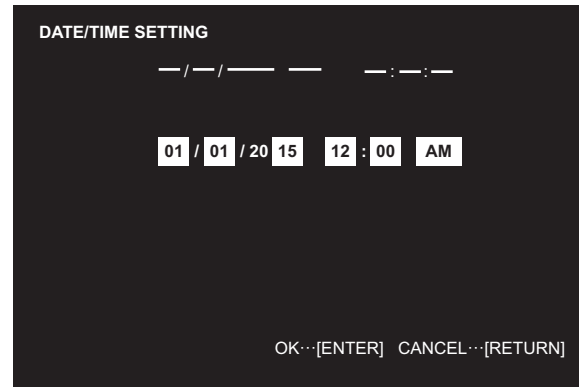 DATE/TIME SETTING
—/—/—— —— —:—:—
01 / 01 / 20 15 12 : 00 AM
OK···[ENTER] CANCEL···[RETURN]